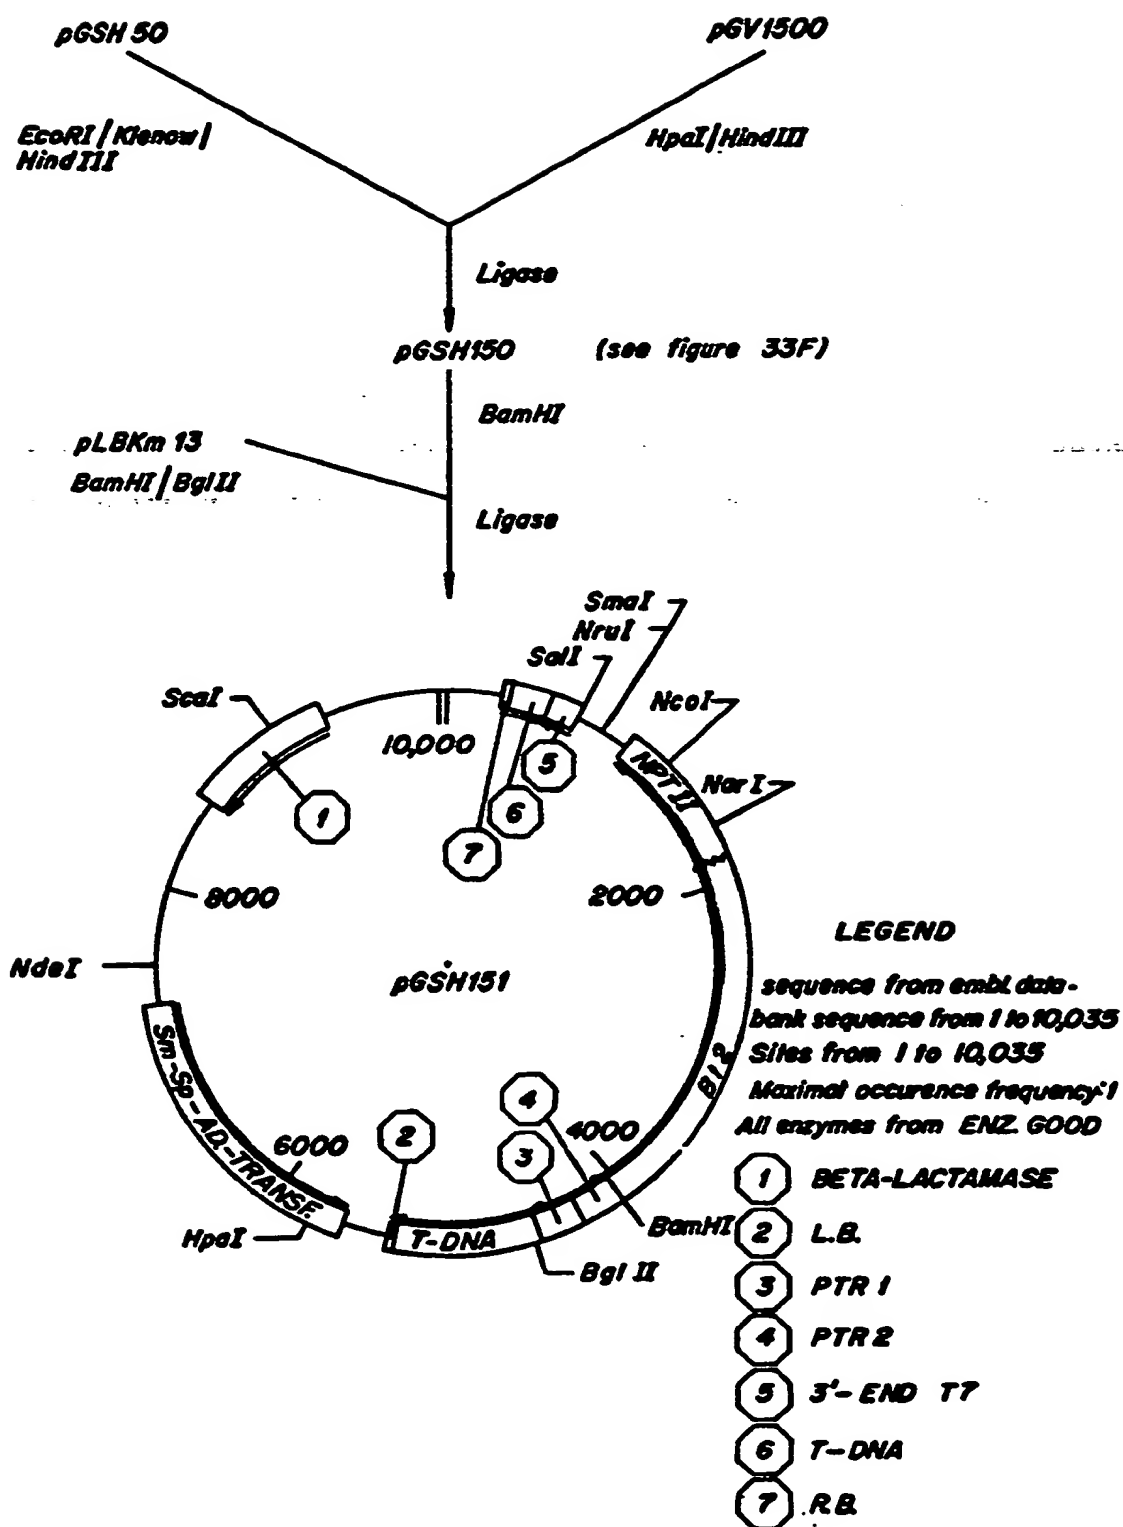 pGSH 50
pGV1500
EcoRI/Klenow/
HindIII
HpaI/HindIII
Ligase
pGSH150 (see figure 33F)
BamHI
pLBKm 13
BamHI/BglII
Ligase
SmaI
NruI
SalI
ScaI
NcoI
10,000
5
NPT II
NarI
1
6
7
8000
2000
LEGEND
NdeI
pGSH151
sequence from embl. data-
bank sequence from 1 to 10,035
Sites from 1 to 10,035
Bt2
Maximal occurence frequency:1
4
All enzymes from ENZ. GOOD
Sm-Sp-AD.-TRANSF.
6000
2
4000
3
1 BETA-LACTAMASE
HpaI
T-DNA
BamHI
2 L.B.
Bgl II
3 PTR 1
4 PTR 2
5 3'-END T7
6 T-DNA
7 R.B.